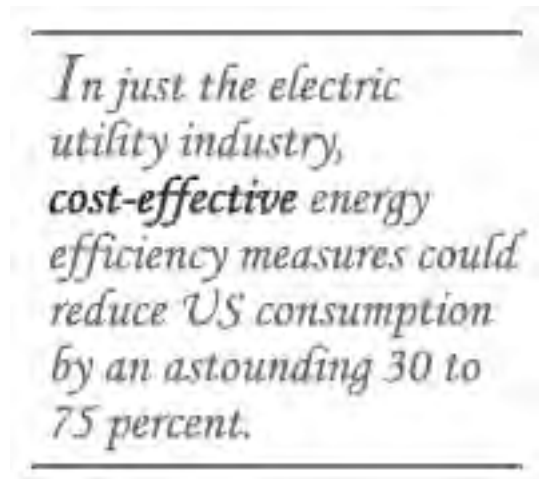 In just the electric
utility industry,
cost-effective energy
efficiency measures could
reduce US consumption
by an astounding 30 to
75 percent.